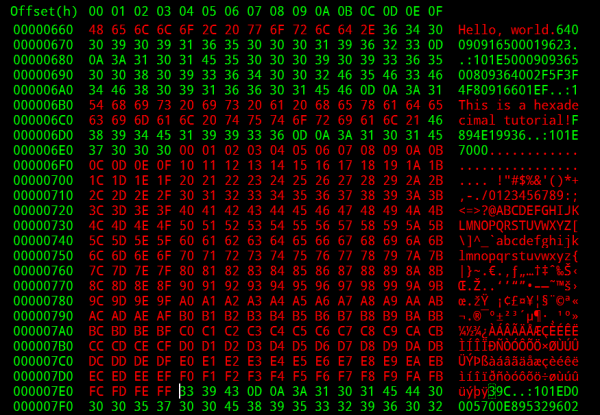 Offset(h) 00 01 02 03 04 05 06 07 08 09 0A 0B 0C 0D 0E 0F
00000660 48 65 6C 6C 6F 2C 20 77 6F 72 6C 64 2E 36 34 30 Hello, world.640
00000670 30 39 30 39 31 36 35 30 30 30 31 39 36 32 33 0D 090916500019623.
00000680 0A 3A 31 30 31 45 35 30 30 30 39 30 39 33 36 35 .:101E5000909365
00000690 30 30 38 30 39 33 36 34 30 30 32 46 35 46 33 46 00809364002F5F3F
000006A0 34 46 38 30 39 31 36 36 30 31 45 46 0D 0A 3A 31 4F80916601EF..:1
000006B0 54 68 69 73 20 69 73 20 61 20 68 65 78 61 64 65 This is a hexade
000006C0 63 69 6D 61 6C 20 74 75 74 6F 72 69 61 6C 21 46 cimal tutorial!F
000006D0 38 39 34 45 31 39 39 33 36 0D 0A 3A 31 30 31 45 894E19936..:101E
000006E0 37 30 30 30 00 01 02 03 04 05 06 07 08 09 0A 0B 7000............
000006F0 0C 0D 0E 0F 10 11 12 13 14 15 16 17 18 19 1A 1B ................
00000700 1C 1D 1E 1F 20 21 22 23 24 25 26 27 28 29 2A 2B .... !"#$%&'()*+
00000710 2C 2D 2E 2F 30 31 32 33 34 35 36 37 38 39 3A 3B ,-./0123456789:;
00000720 3C 3D 3E 3F 40 41 42 43 44 45 46 47 48 49 4A 4B <=>?@ABCDEFGHIJK
00000730 4C 4D 4E 4F 50 51 52 53 54 55 56 57 58 59 5A 5B LMNOPQRSTUVWXYZ[
00000740 5C 5D 5E 5F 60 61 62 63 64 65 66 67 68 69 6A 6B \]^_`abcdefghijk
00000750 6C 6D 6E 6F 70 71 72 73 74 75 76 77 78 79 7A 7B lmnopqrstuvwxyz{
00000760 7C 7D 7E 7F 80 81 82 83 84 85 86 87 88 89 8A 8B |}~.€.‚ƒ„…†‡ˆ‰Š‹
00000780 8C 8D 8E 8F 90 91 92 93 94 95 96 97 98 99 9A 9B Œ.Ž..‘’“”•–—˜™š›
00000790 9C 9D 9E 9F A0 A1 A2 A3 A4 A5 A6 A7 A8 A9 AA AB œ.žŸ ¡¢£¤¥¦§¨©ª«
000007A0 AC AD AE AF B0 B1 B2 B3 B4 B5 B6 B7 B8 B9 BA BB ¬.®¯°±²³´µ¶·¸¹º»
000007A0 BC BD BE BF C0 C1 C2 C3 C4 C5 C6 C7 C8 C9 CA CB ¼½¾¿ÀÁÂÃÄÅÆÇÈÉÊË
000007B0 CC CD CE CF D0 D1 D2 D3 D4 D5 D6 D7 D8 D9 DA DB ÌÍÎÏÐÑÒÓÔÕÖ×ØÙÚÛ
000007C0 DC DD DE DF E0 E1 E2 E3 E4 E5 E6 E7 E8 E9 EA EB ÜÝÞßàáâãäåæçèéêë
000007D0 EC ED EE EF F0 F1 F2 F3 F4 F5 F6 F7 F8 F9 FA FB ìíîïðñòóôõö÷øùúû
000007E0 FC FD FE FF 33 39 43 0D 0A 3A 31 30 31 45 44 30 üýþÿ39C..:101ED0
000007F0 30 30 35 37 30 30 45 38 39 35 33 32 39 36 30 32 005700E895329602